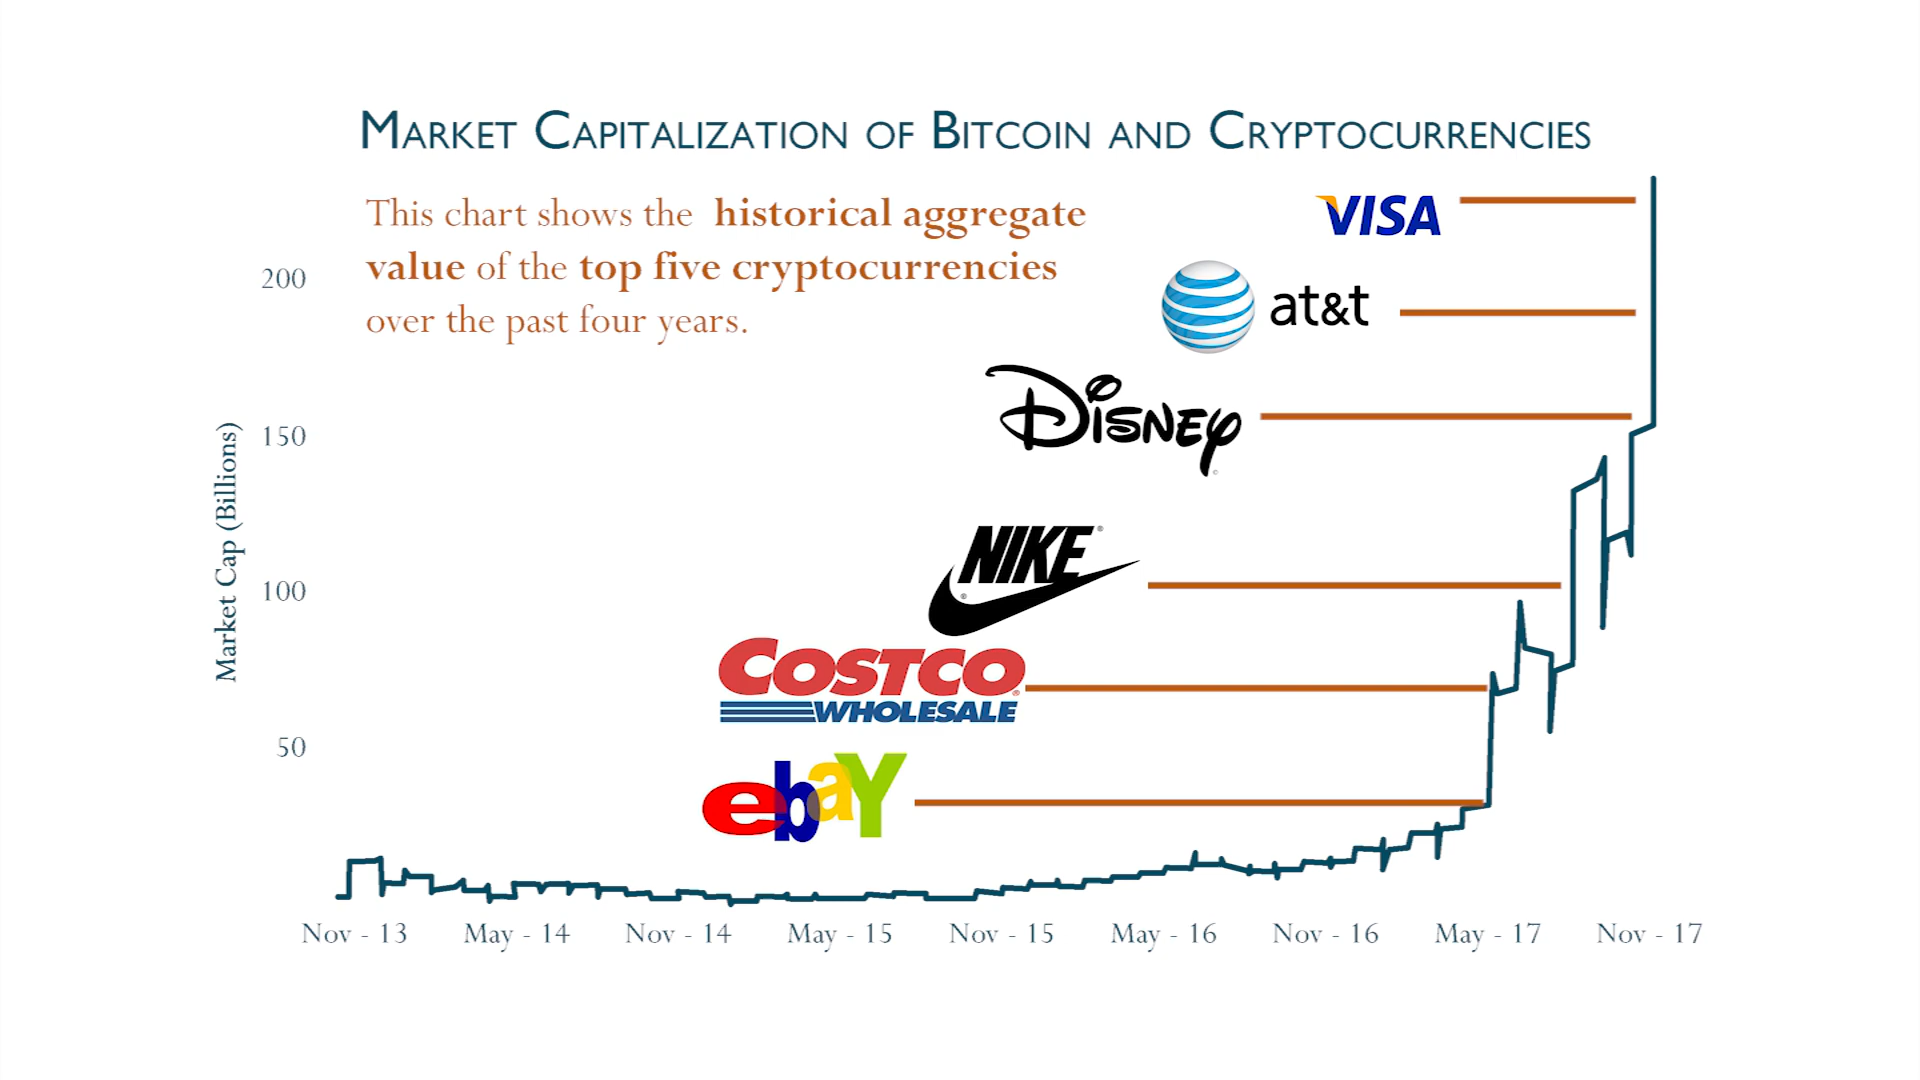 MARKET CAPITALIZATION OF BITCOIN AND CRYPTOCURRENCIES
This chart shows the historical aggregate
value of the top five cryptocurrencies
over the past four years.
VISA
at&t
DISNEY
NIKE
COSTCO
WHOLESALE
ebaY
Market Cap (Billions)
200
150
100
50
Nov - 13 May - 14 Nov - 14 May - 15 Nov - 15 May - 16 Nov - 16 May - 17 Nov - 17